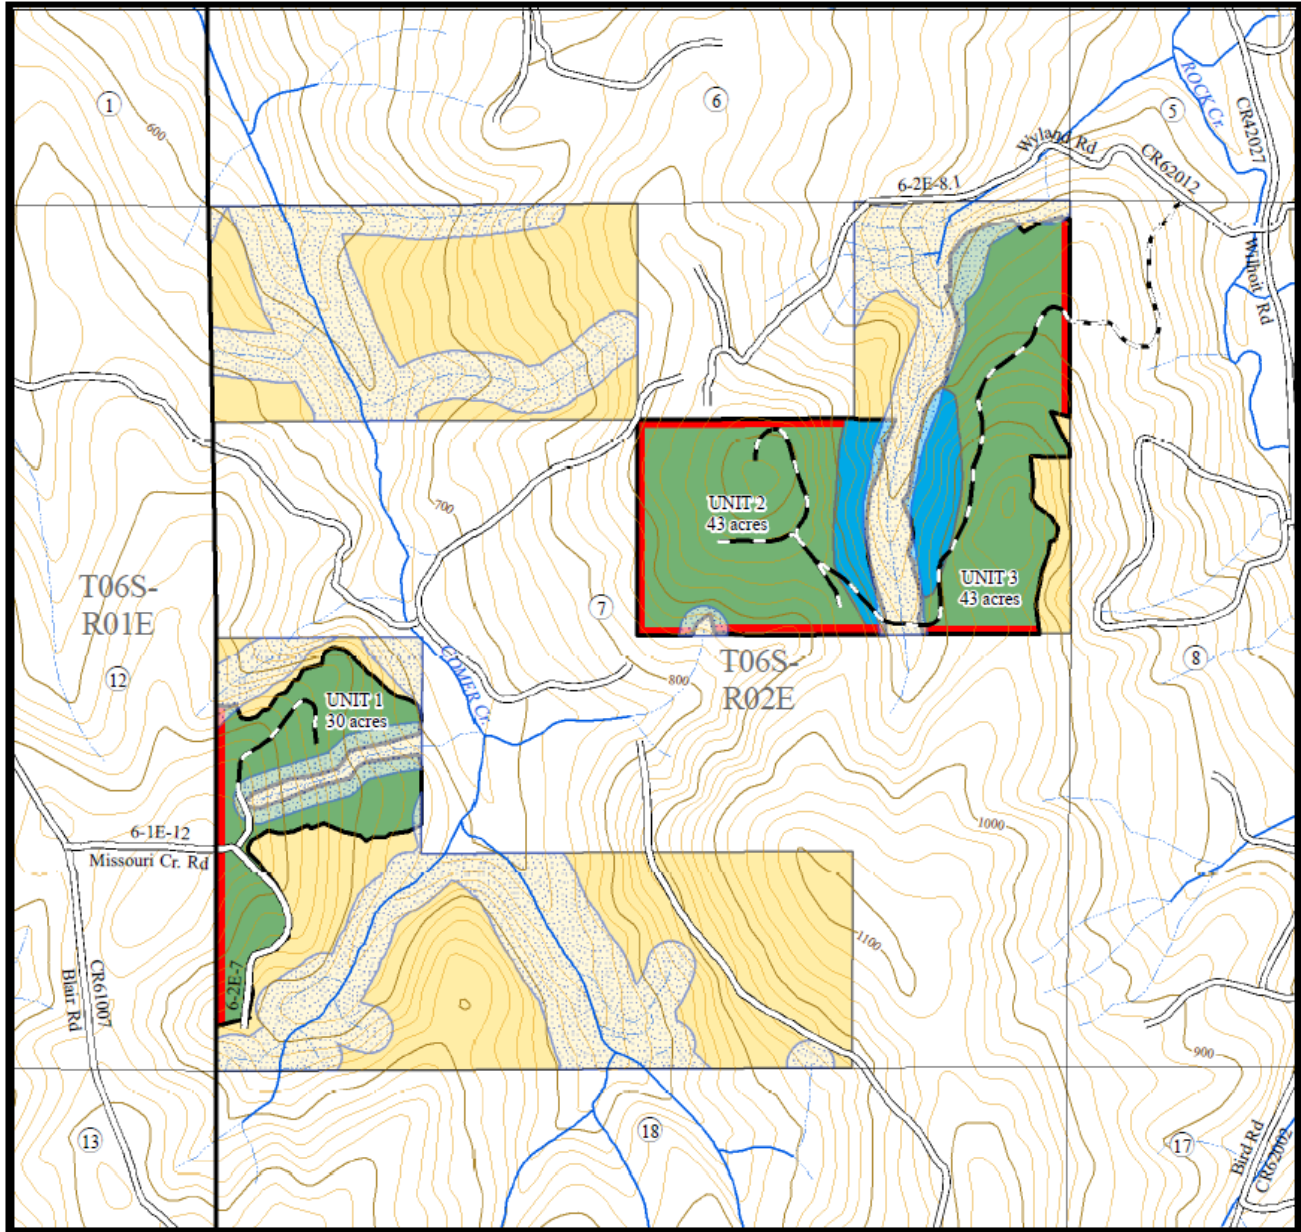 1
6
5
ROCK Cr.
CR42027
600
Wyland Rd
CR62012
6-2E-8.1
Wilhoit Rd
700
UNIT 2
43 acres
UNIT 3
43 acres
T06S-
R01E
7
12
COMER Cr.
800
T06S-
R02E
8
UNIT 1
30 acres
6-1E-12
Missouri Cr. Rd
1000
1100
6-2E-7
Blair Rd
CR61007
900
13
18
17
Bird Rd
CR62002